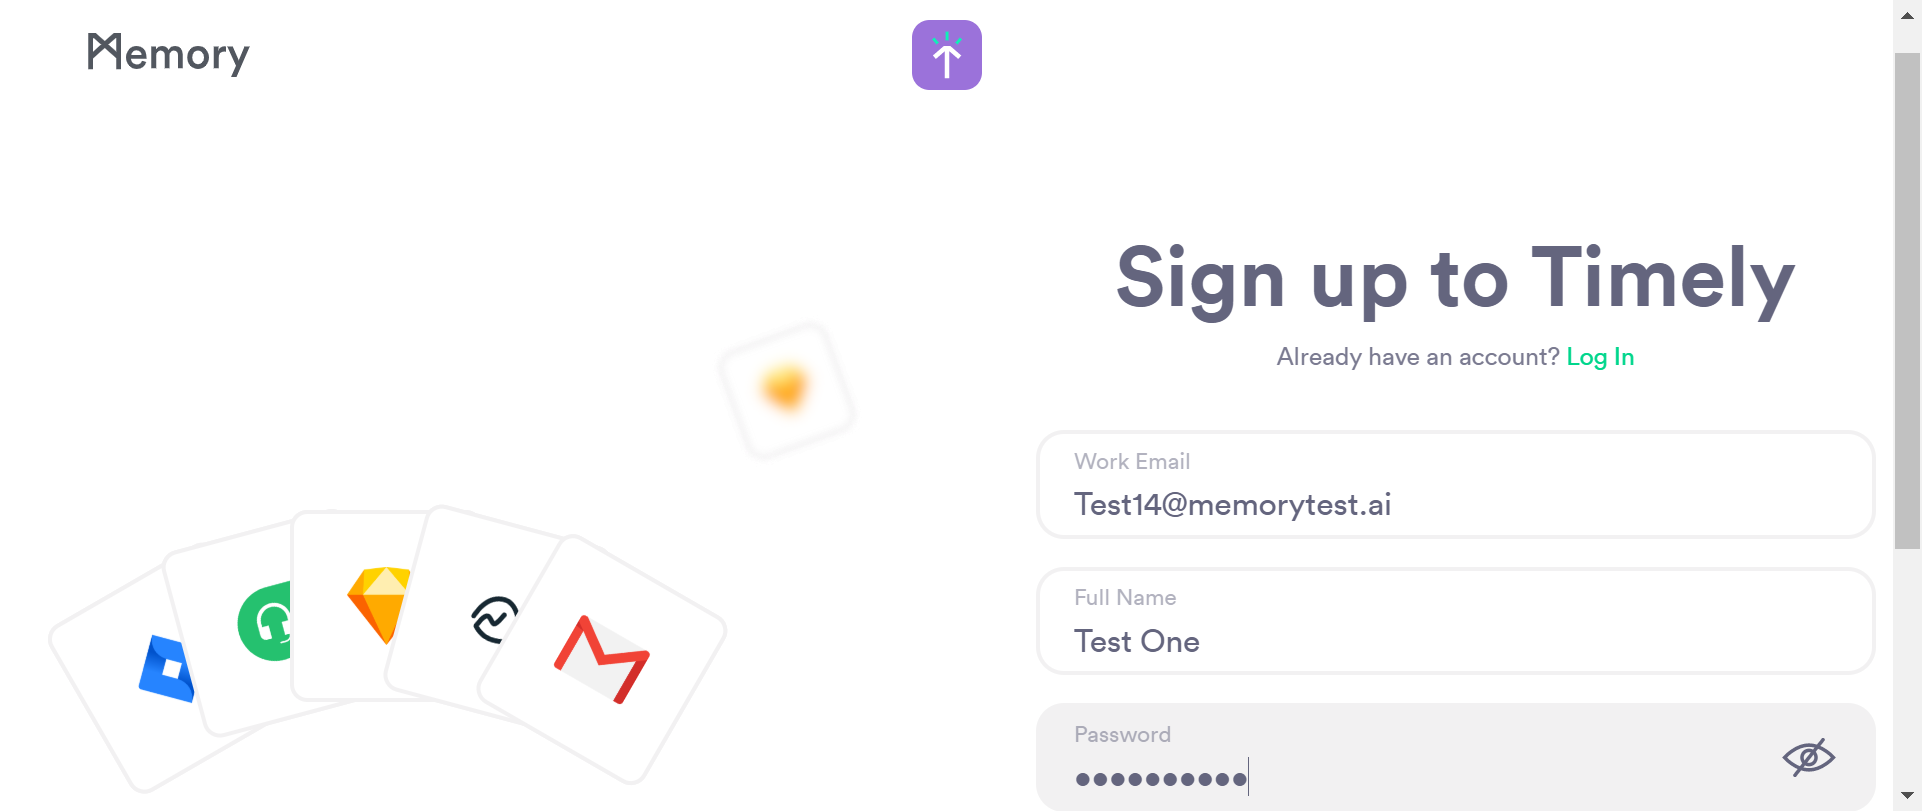 Memory
Sign up to Timely
Already have an account? Log In
Work Email
Test14@memorytest.ai
Full Name
Test One
Password
●●●●●●●●●●